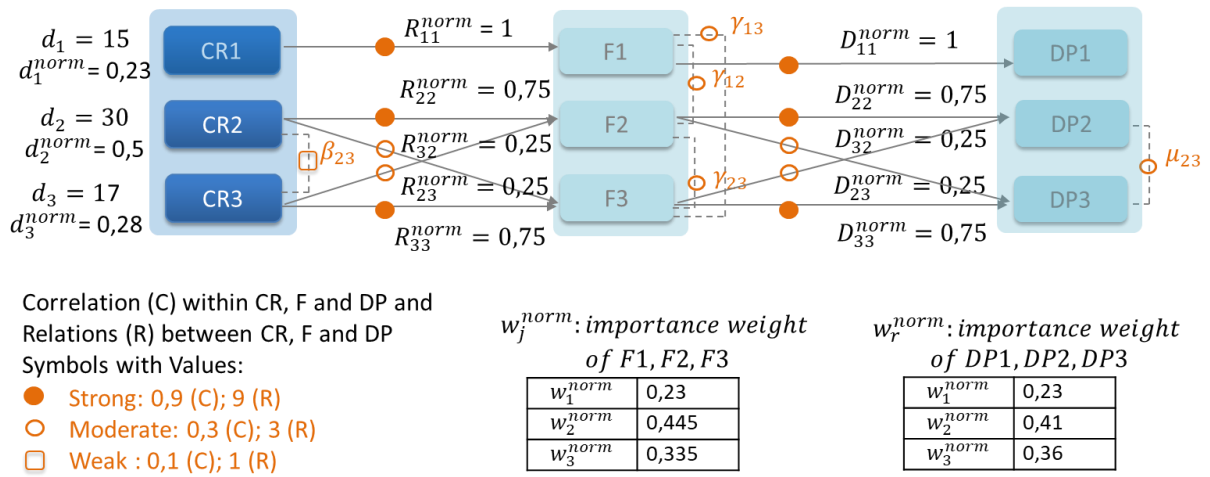 d₁ = 15
d₁ⁿᵒʳᵐ = 0,23
d₂ = 30
d₂ⁿᵒʳᵐ = 0,5
d₃ = 17
d₃ⁿᵒʳᵐ = 0,28
CR1
CR2
CR3
β₂₃
R₁₁ⁿᵒʳᵐ = 1
R₂₂ⁿᵒʳᵐ = 0,75
R₃₂ⁿᵒʳᵐ = 0,25
R₂₃ⁿᵒʳᵐ = 0,25
R₃₃ⁿᵒʳᵐ = 0,75
F1
F2
F3
γ₁₃
γ₁₂
γ₂₃
D₁₁ⁿᵒʳᵐ = 1
D₂₂ⁿᵒʳᵐ = 0,75
D₃₂ⁿᵒʳᵐ = 0,25
D₂₃ⁿᵒʳᵐ = 0,25
D₃₃ⁿᵒʳᵐ = 0,75
DP1
DP2
DP3
μ₂₃
Correlation (C) within CR, F and DP and
Relations (R) between CR, F and DP
Symbols with Values:
Strong: 0,9 (C); 9 (R)
Moderate: 0,3 (C); 3 (R)
Weak : 0,1 (C); 1 (R)
wⱼⁿᵒʳᵐ: importance weight
of F1, F2, F3
w₁ⁿᵒʳᵐ 0,23
w₂ⁿᵒʳᵐ 0,445
w₃ⁿᵒʳᵐ 0,335
wᵣⁿᵒʳᵐ: importance weight
of DP1, DP2, DP3
w₁ⁿᵒʳᵐ 0,23
w₂ⁿᵒʳᵐ 0,41
w₃ⁿᵒʳᵐ 0,36